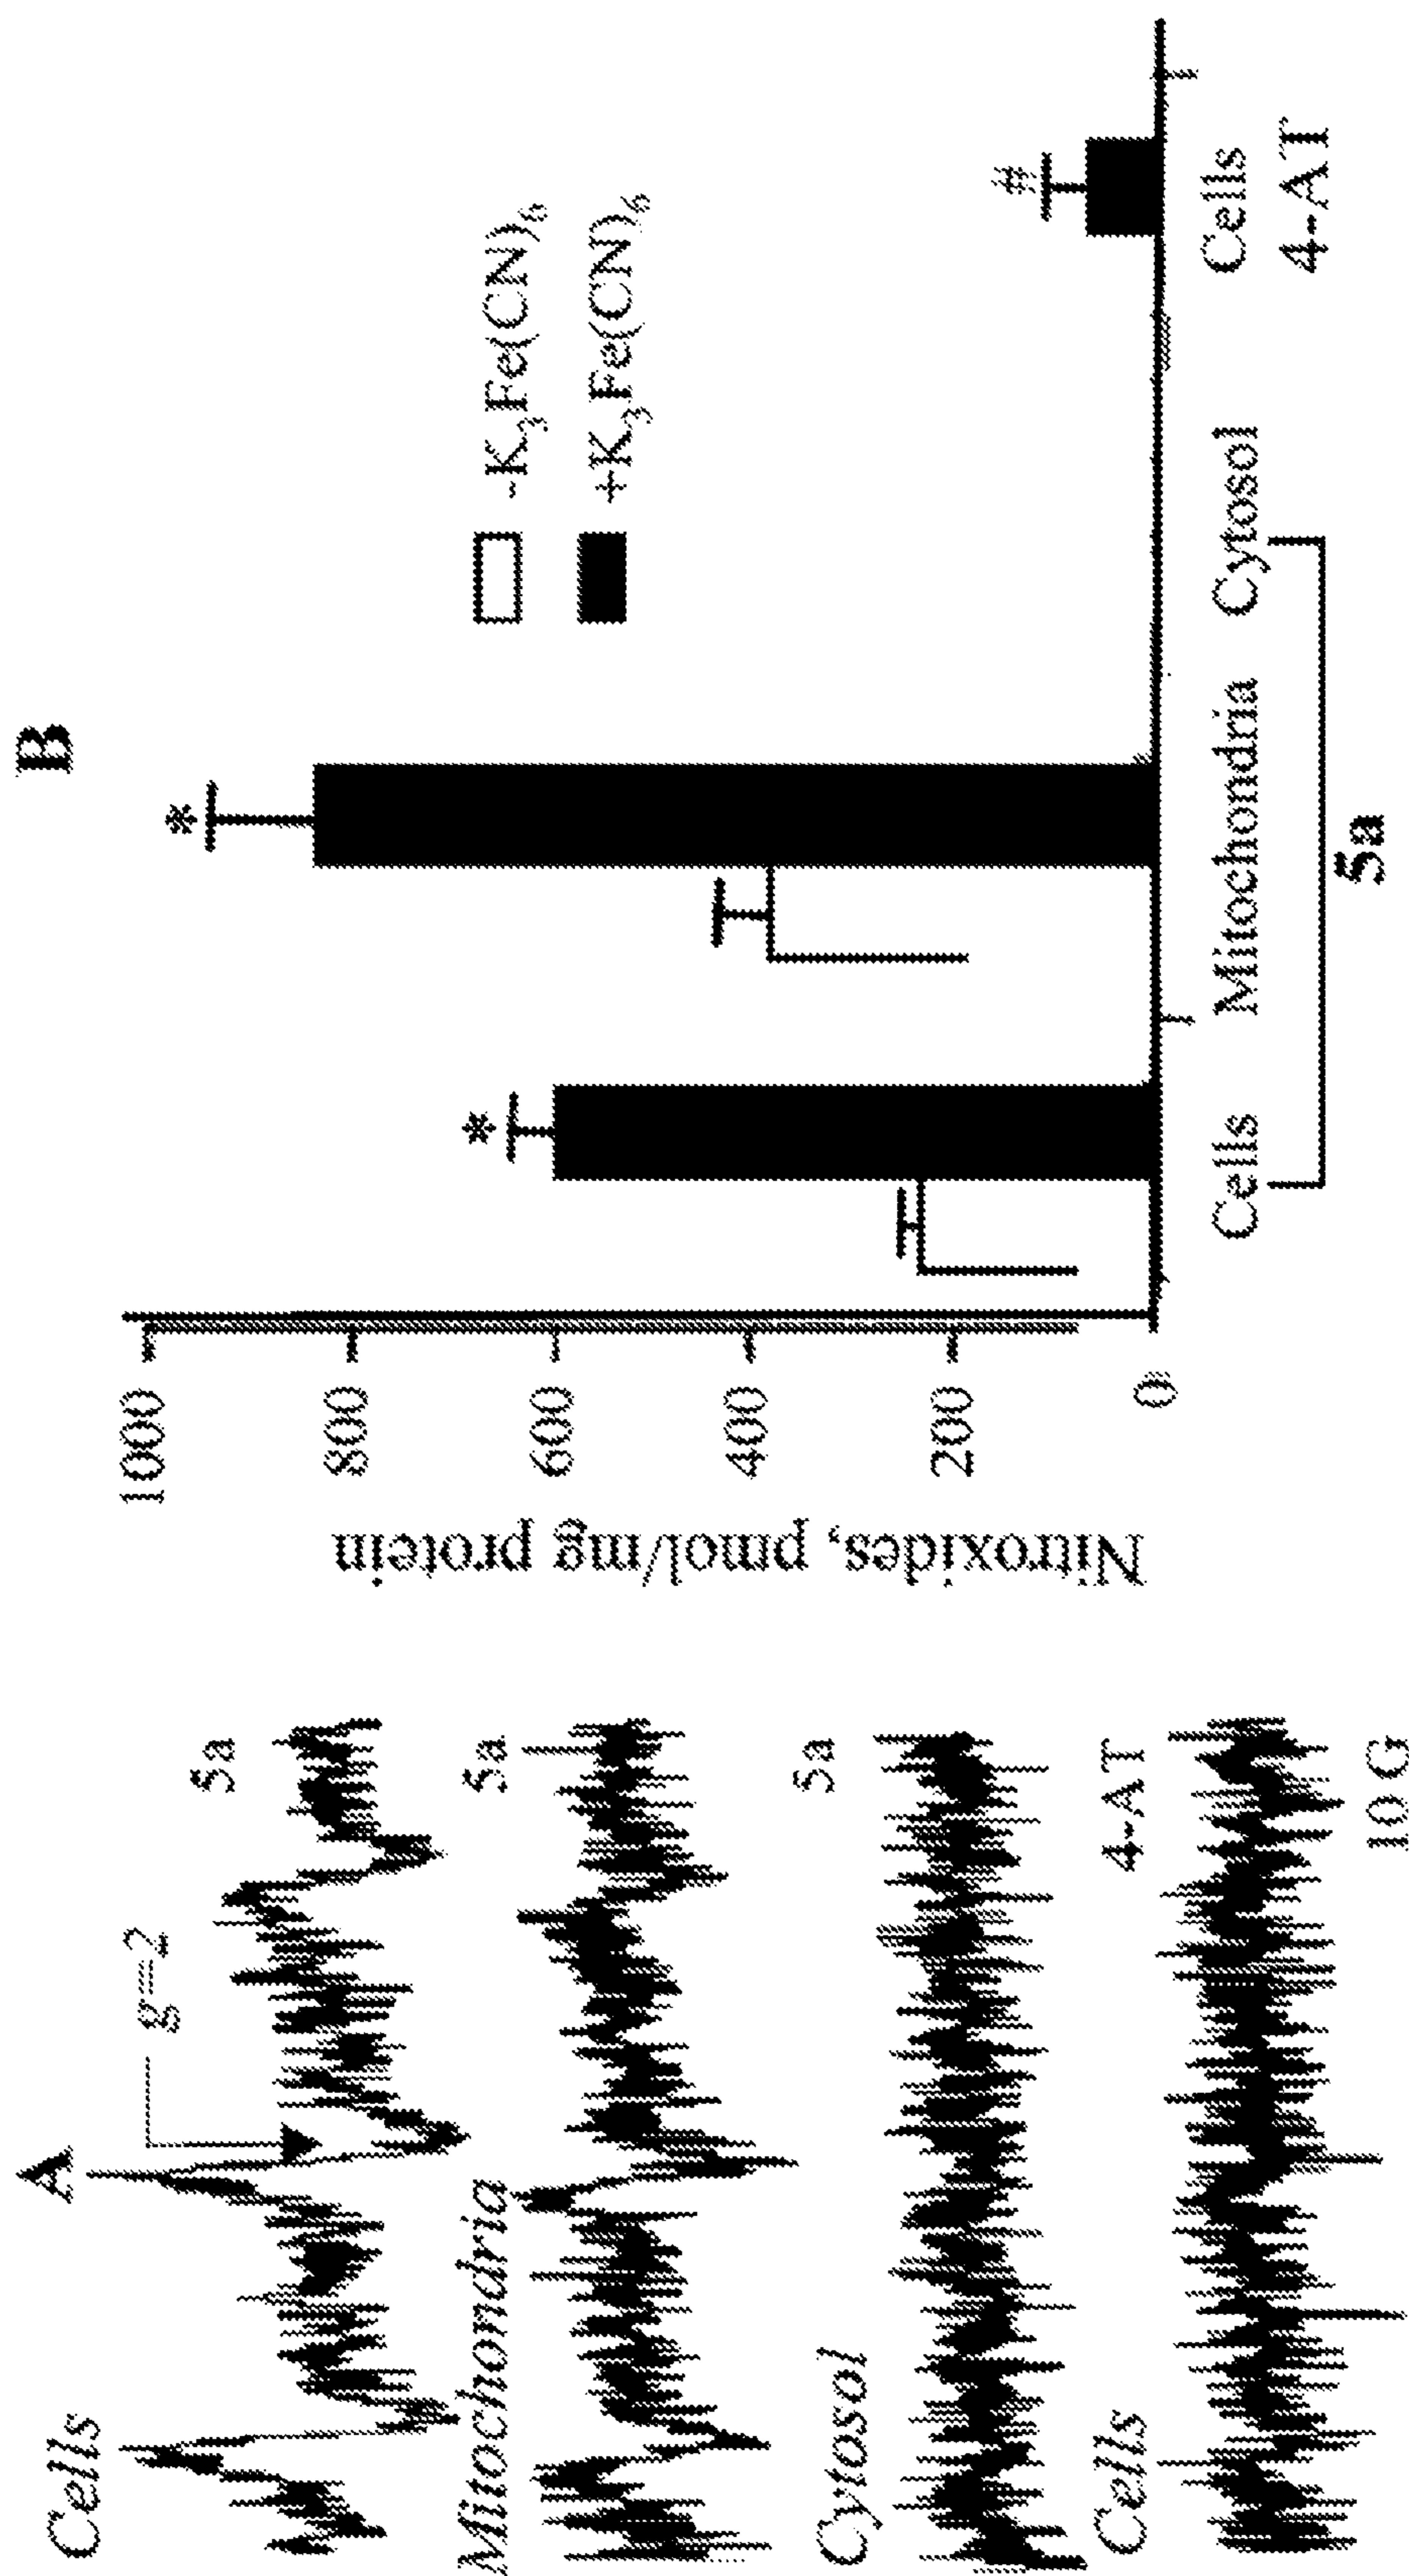 A
Cells
g=2
5a
Mitochondria
5a
Cytosol
5a
Cells
4-AT
10 G
B
Nitroxides, pmol/mg protein
1000
800
600
400
200
0
*
*
#
-K3Fe(CN)6
+K3Fe(CN)6
Cells Mitochondria Cytosol Cells
4-AT
5a